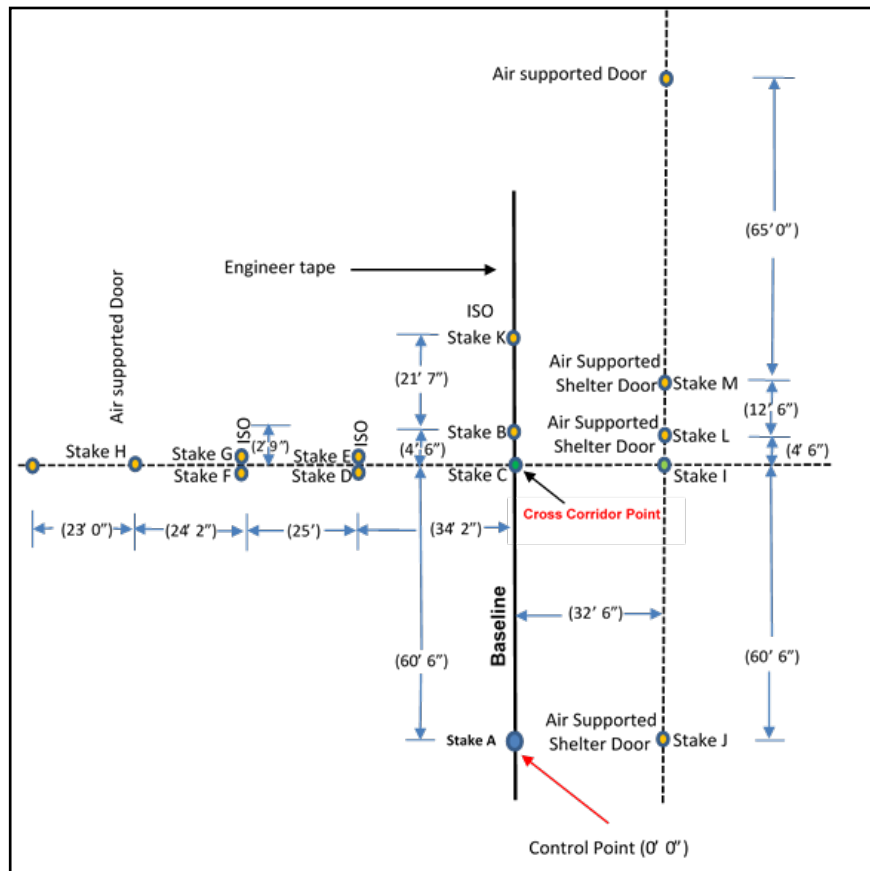 Air supported Door
(65' 0")
Engineer tape
Air supported Door
ISO
Stake K
(21' 7")
Air Supported
Shelter Door
Stake M
(12' 6")
Stake B
Air Supported
Shelter Door
Stake L
ISO
(2' 9")
ISO
(4' 6")
(4' 6")
Stake H
Stake G
Stake E
Stake F
Stake D
Stake C
Stake I
Cross Corridor Point
(23' 0")
(24' 2")
(25')
(34' 2")
Baseline
(32' 6")
(60' 6")
(60' 6")
Stake A
Air Supported
Shelter Door
Stake J
Control Point (0' 0")